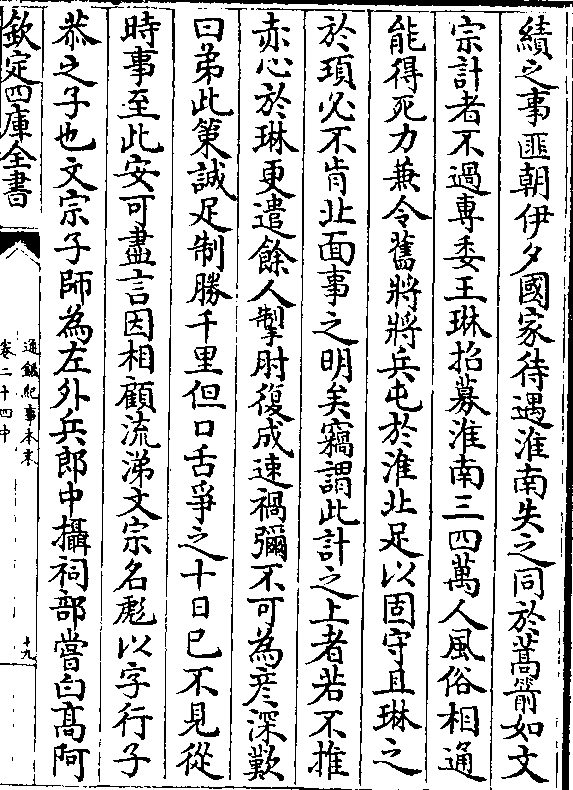 績之事匪朝伊夕國家待遇淮南失之同於蒿箭如文
宗計者不過專委王琳招募淮南三四萬人風俗相通
能得死力兼令舊將將兵屯於淮北足以固守且琳之
於頊必不肯北面事之明矣竊謂此計之上者若不推
赤心於琳更遣餘人掣肘復成速禍彌不可為彦深歎
曰弟此策誠足制勝千里但口舌爭之十日已不見從
時事至此安可盡言因相顧流涕文宗名彪以字行子
恭之子也文宗子師為左外兵郎中攝祠部嘗白髙阿
欽定四庫全書
通鑑紀事本末
卷二十四中
十九